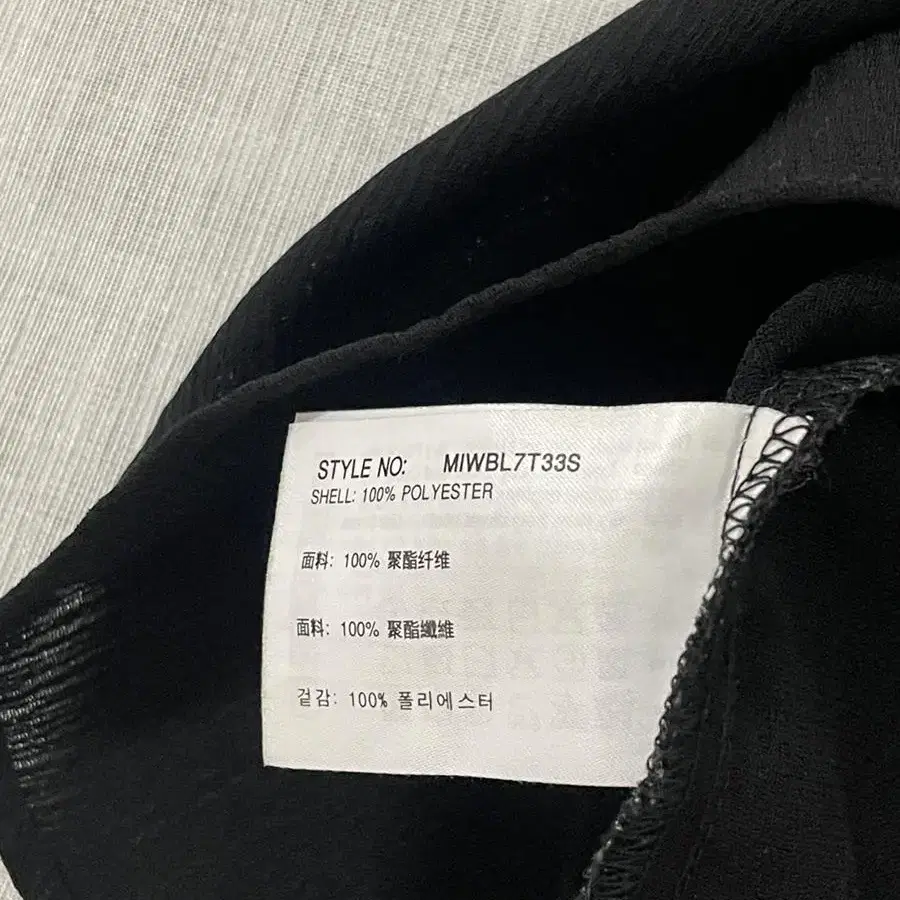 STYLE NO: MIWBL7T33S
SHELL: 100% POLYESTER
面料: 100% 聚酯纤维
面料: 100% 聚酯纖維
겉감: 100% 폴리에스터